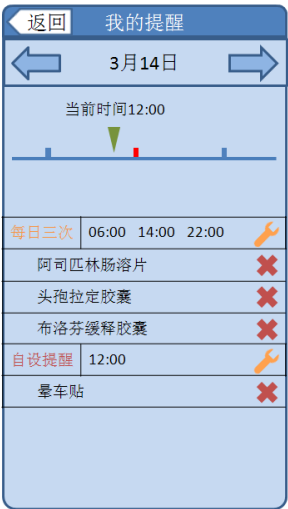 返回 我的提醒
3月14日
当前时间12:00
每日三次 06:00 14:00 22:00
阿司匹林肠溶片
头孢拉定胶囊
布洛芬缓释胶囊
自设提醒 12:00
晕车贴